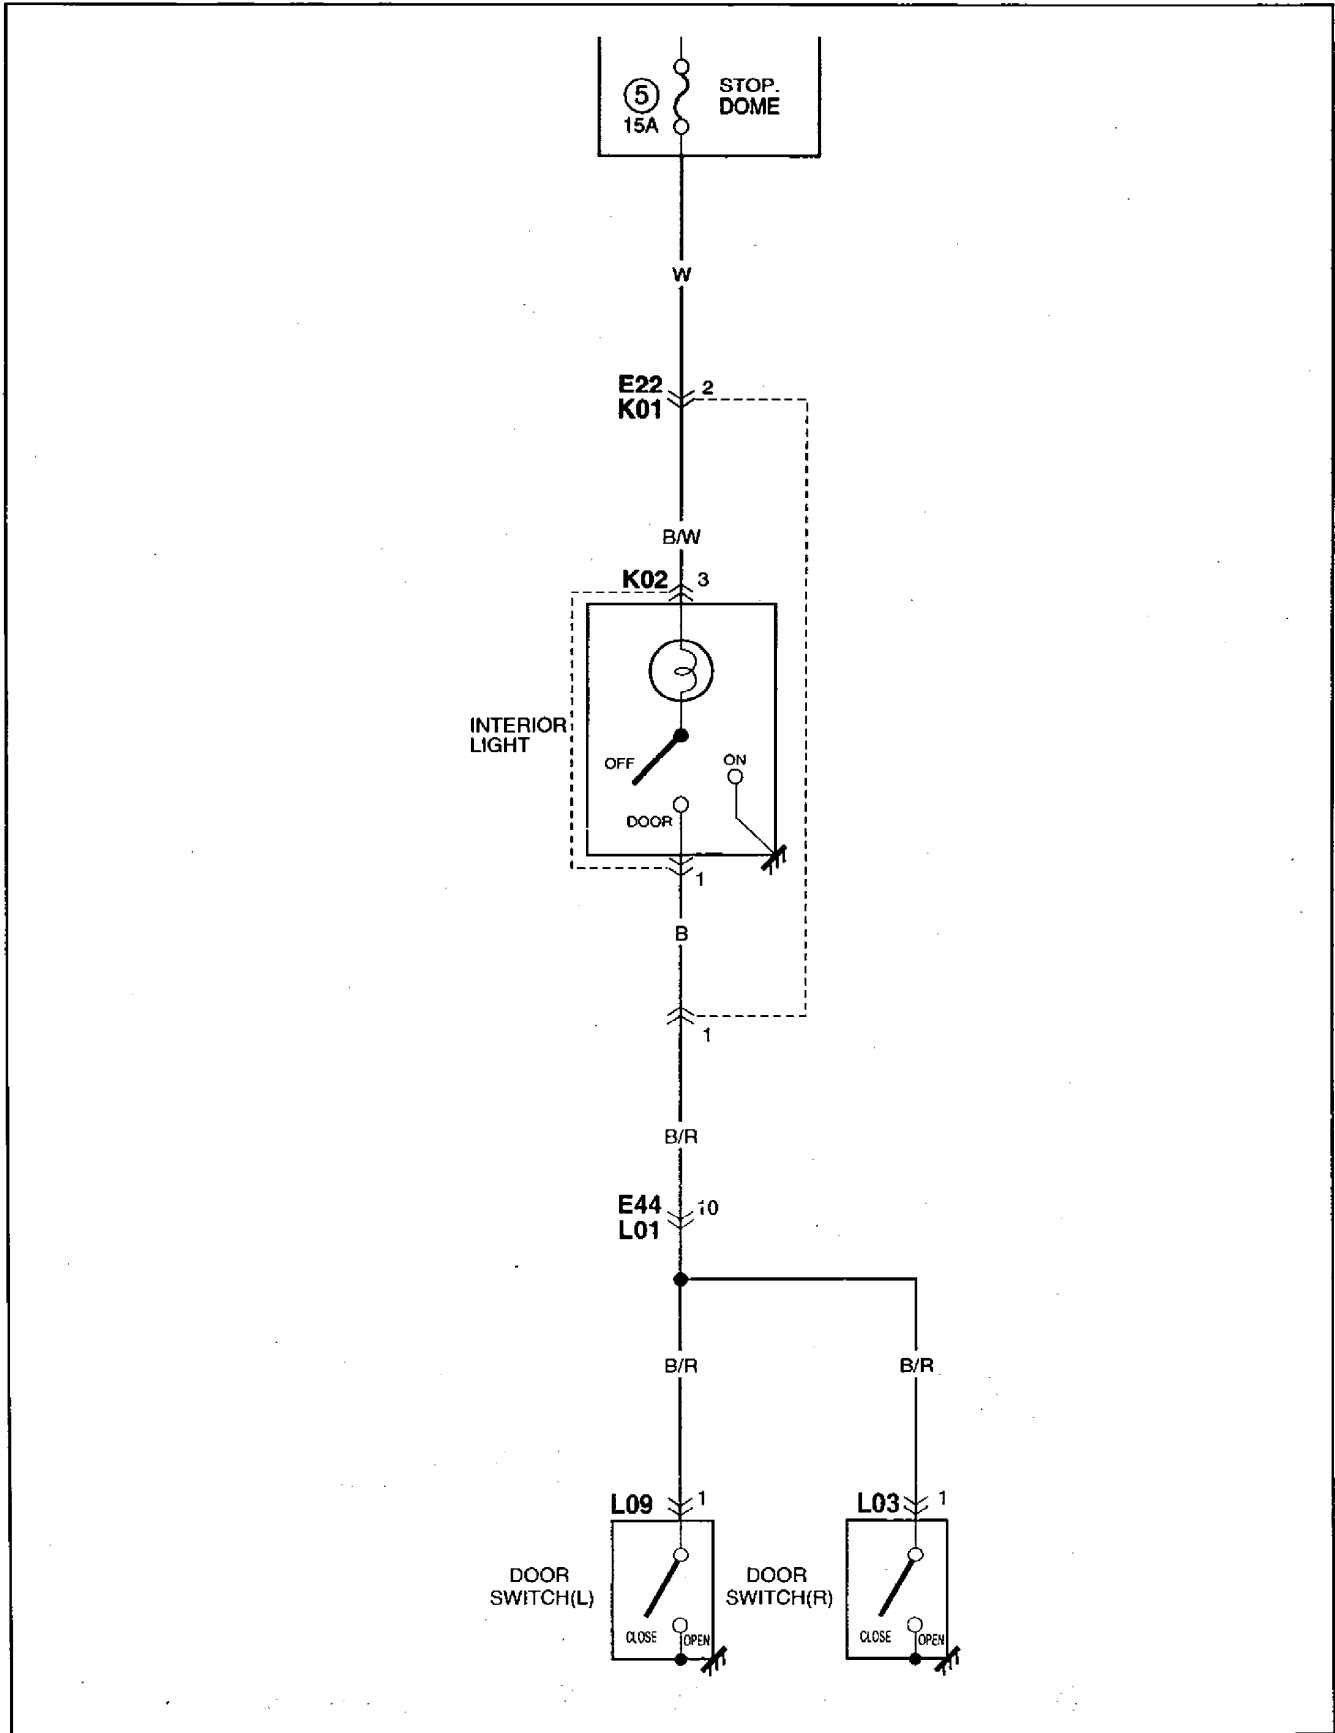 5
15A
STOP.
DOME
W
E22
K01
2
B/W
K02
3
INTERIOR
LIGHT
OFF
ON
DOOR
1
B
1
B/R
E44
L01
10
B/R
B/R
L09
1
L03
1
DOOR
SWITCH(L)
DOOR
SWITCH(R)
CLOSE
OPEN
CLOSE
OPEN